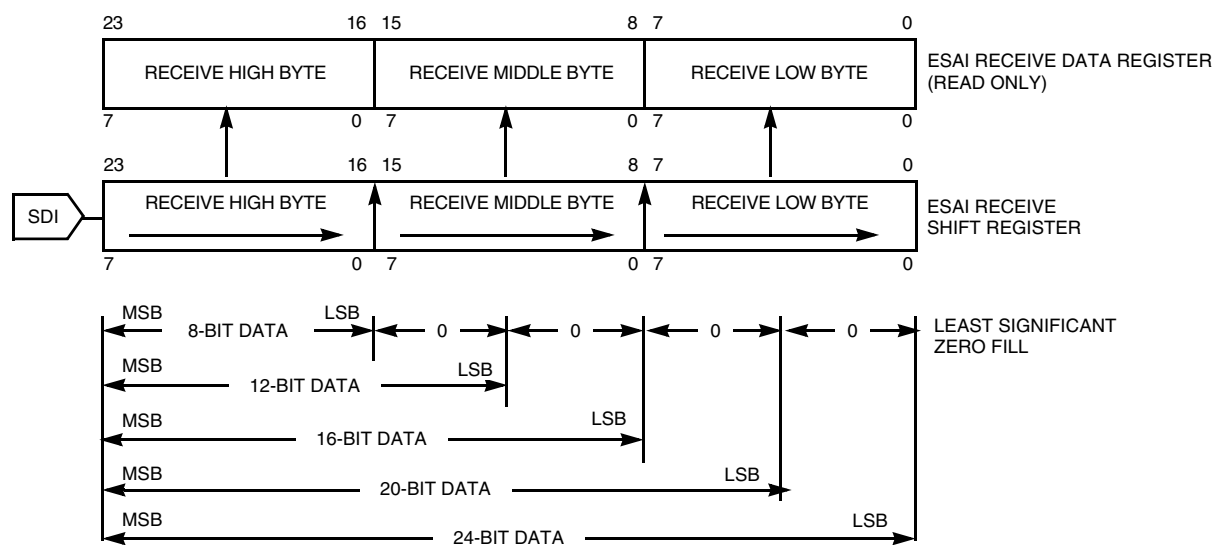 23 16 15 8 7 0
RECEIVE HIGH BYTE RECEIVE MIDDLE BYTE RECEIVE LOW BYTE
ESAI RECEIVE DATA REGISTER
(READ ONLY)
7 0 7 0 7 0
23 16 15 8 7 0
SDI
RECEIVE HIGH BYTE RECEIVE MIDDLE BYTE RECEIVE LOW BYTE
ESAI RECEIVE
SHIFT REGISTER
7 0 7 0 7 0
MSB LSB
8-BIT DATA 0 0 0 0
LEAST SIGNIFICANT
ZERO FILL
MSB LSB
12-BIT DATA
MSB LSB
16-BIT DATA
MSB LSB
20-BIT DATA
MSB LSB
24-BIT DATA